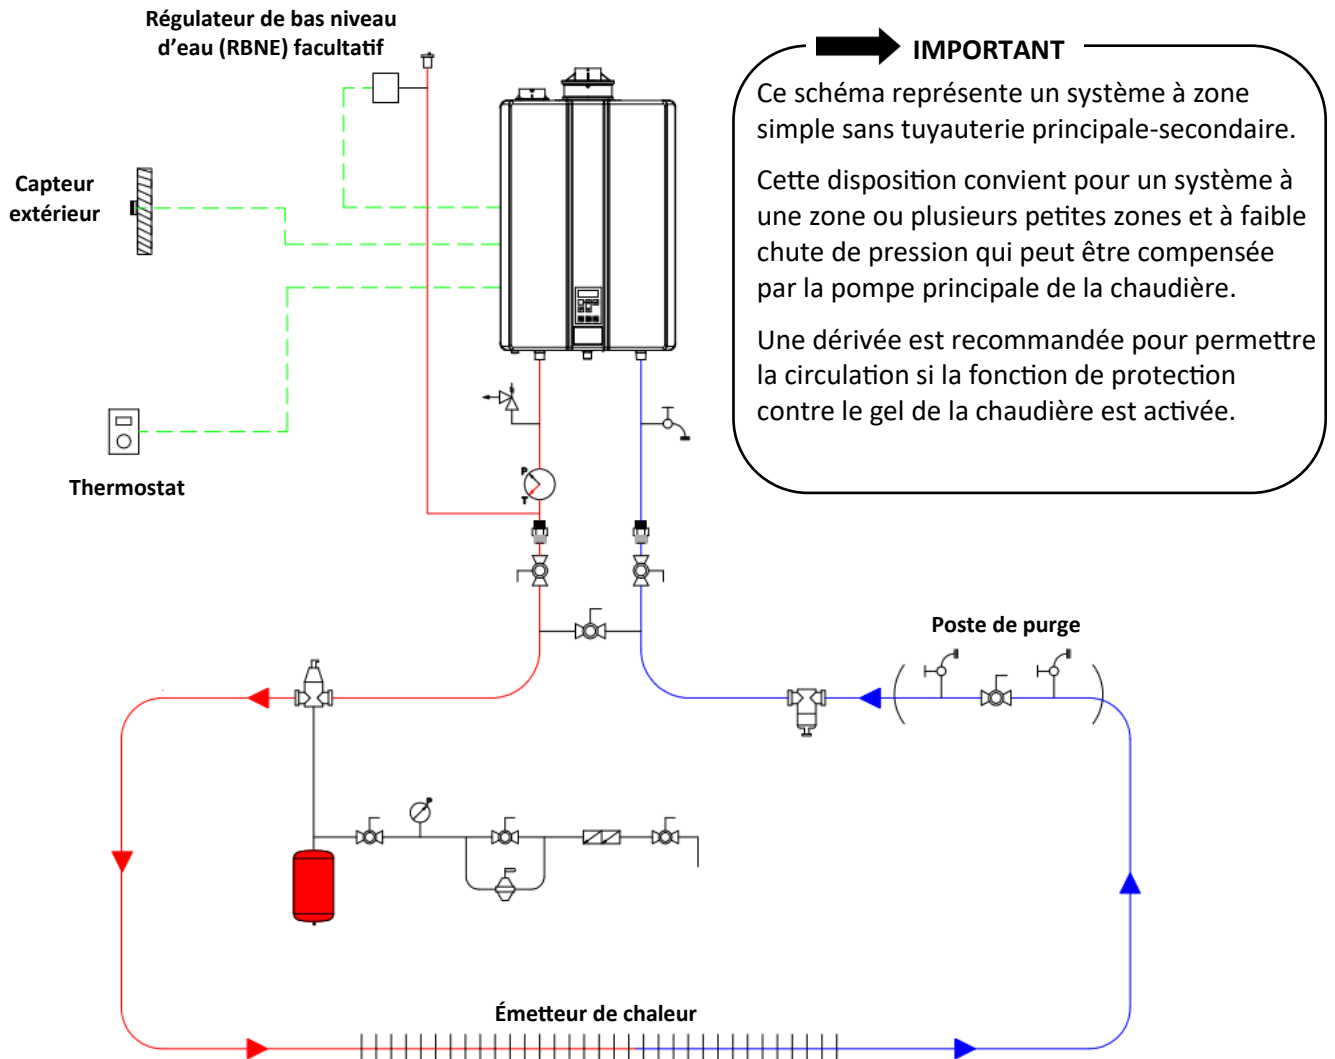 Régulateur de bas niveau
d’eau (RBNE) facultatif
IMPORTANT
Ce schéma représente un système à zone
simple sans tuyauterie principale-secondaire.
Cette disposition convient pour un système à
une zone ou plusieurs petites zones et à faible
chute de pression qui peut être compensée
par la pompe principale de la chaudière.
Une dérivée est recommandée pour permettre
la circulation si la fonction de protection
contre le gel de la chaudière est activée.
Capteur
extérieur
Thermostat
P
T
Poste de purge
P
Émetteur de chaleur